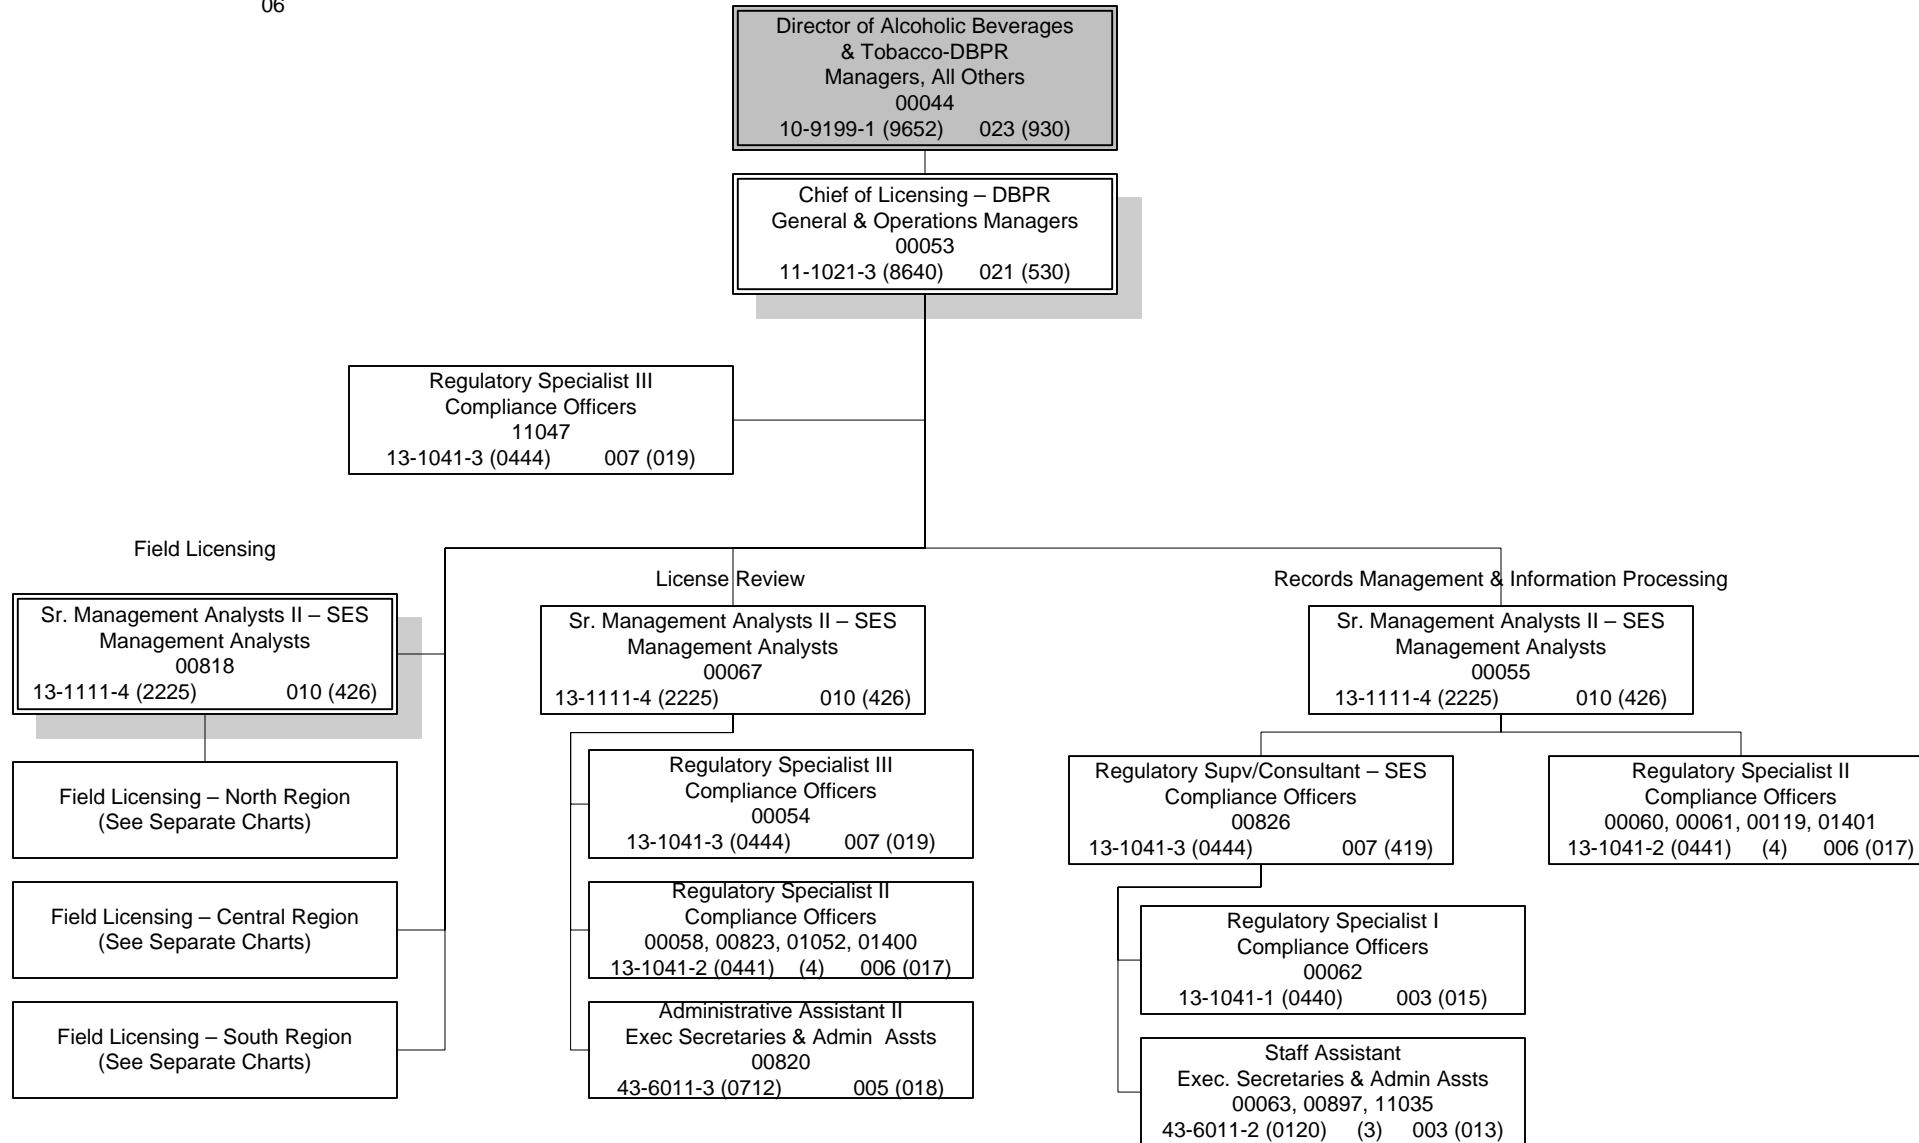 06
Director of Alcoholic Beverages
& Tobacco-DBPR
Managers, All Others
00044
10-9199-1 (9652) 023 (930)
Chief of Licensing – DBPR
General & Operations Managers
00053
11-1021-3 (8640) 021 (530)
Regulatory Specialist III
Compliance Officers
11047
13-1041-3 (0444) 007 (019)
Field Licensing
Sr. Management Analysts II – SES
Management Analysts
00818
13-1111-4 (2225) 010 (426)
Field Licensing – North Region
(See Separate Charts)
Field Licensing – Central Region
(See Separate Charts)
Field Licensing – South Region
(See Separate Charts)
License Review
Sr. Management Analysts II – SES
Management Analysts
00067
13-1111-4 (2225) 010 (426)
Regulatory Specialist III
Compliance Officers
00054
13-1041-3 (0444) 007 (019)
Regulatory Specialist II
Compliance Officers
00058, 00823, 01052, 01400
13-1041-2 (0441) (4) 006 (017)
Administrative Assistant II
Exec Secretaries & Admin Assts
00820
43-6011-3 (0712) 005 (018)
Records Management & Information Processing
Sr. Management Analysts II – SES
Management Analysts
00055
13-1111-4 (2225) 010 (426)
Regulatory Supv/Consultant – SES
Compliance Officers
00826
13-1041-3 (0444) 007 (419)
Regulatory Specialist I
Compliance Officers
00062
13-1041-1 (0440) 003 (015)
Staff Assistant
Exec. Secretaries & Admin Assts
00063, 00897, 11035
43-6011-2 (0120) (3) 003 (013)
Regulatory Specialist II
Compliance Officers
00060, 00061, 00119, 01401
13-1041-2 (0441) (4) 006 (017)